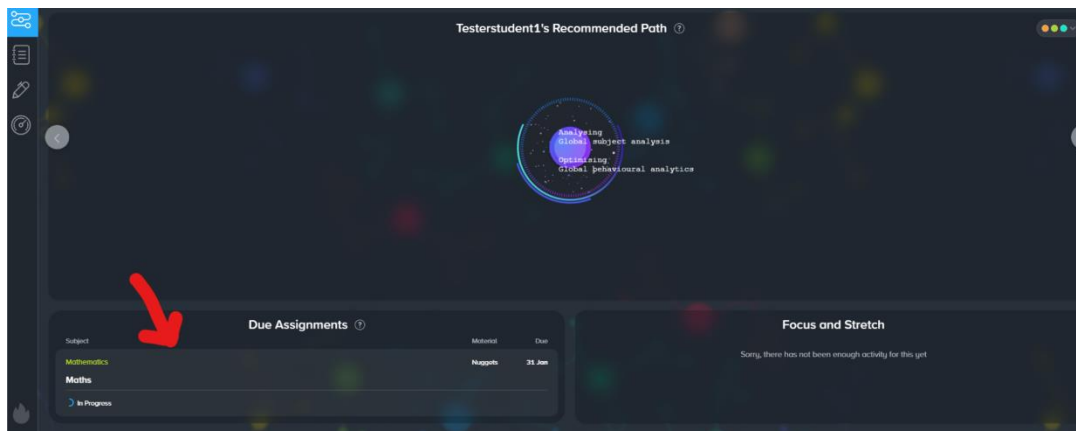 Testerstudent1's Recommended Path ?
Analysing
Global subject analysis
Optimising
Global behavioural analytics
Due Assignments ?
Subject Material Due
Mathematics Nuggets 31 Jan
Maths
In Progress
Focus and Stretch
Sorry, there has not been enough activity for this yet